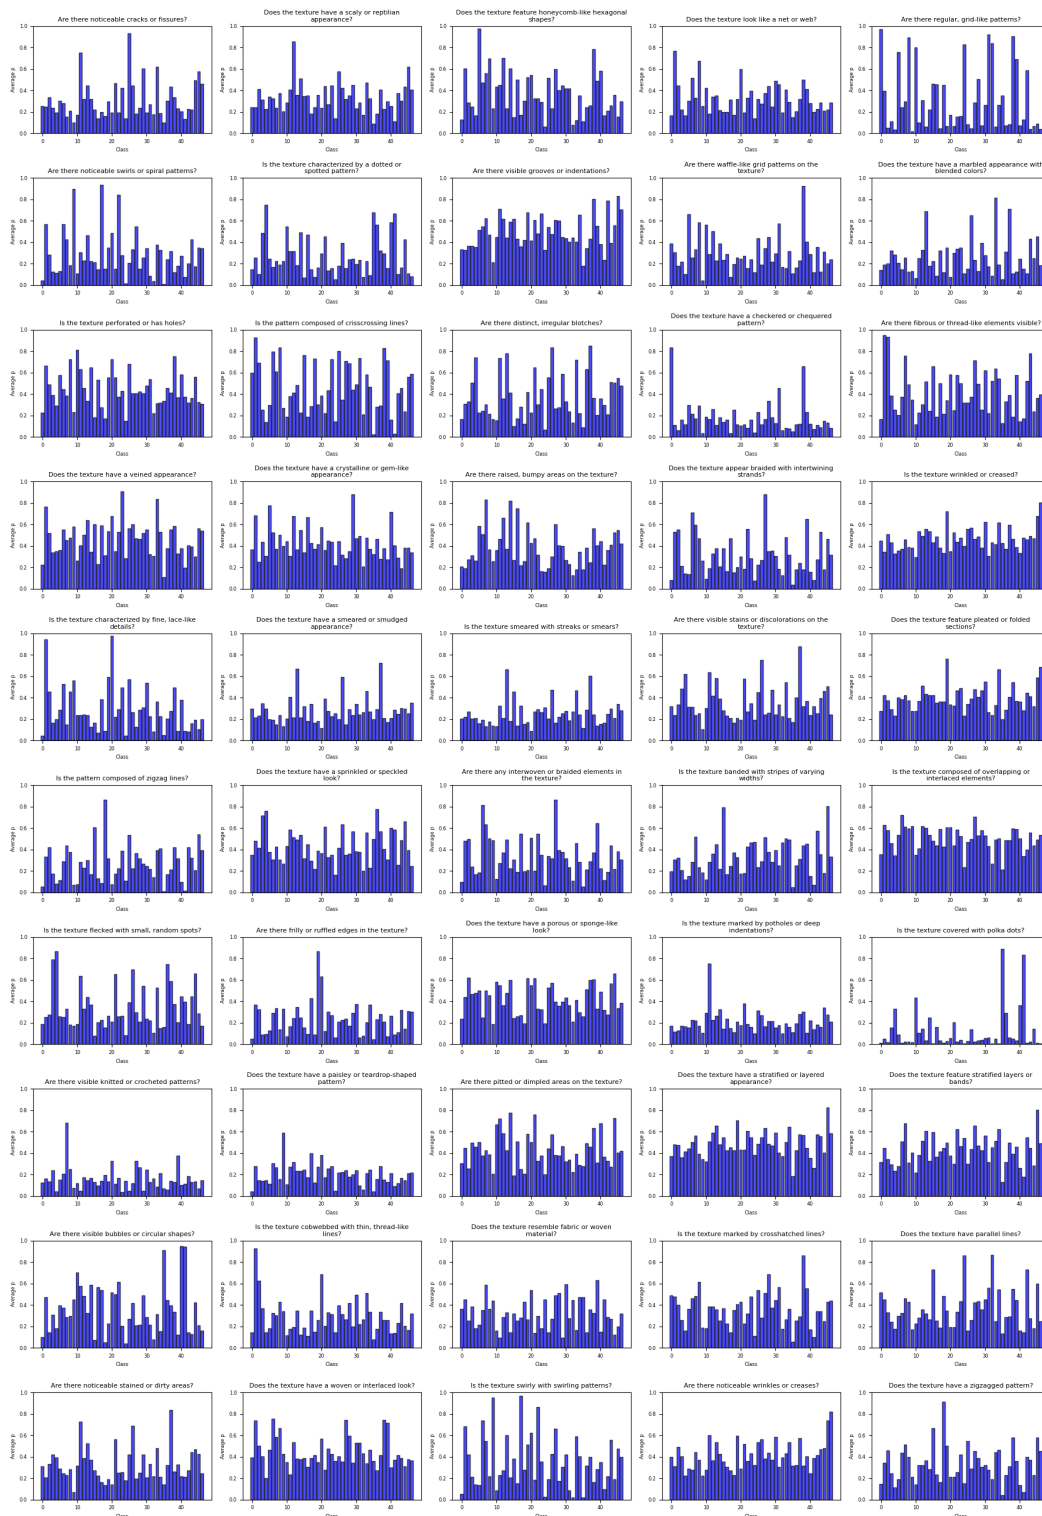 Are there noticeable cracks or fissures?
Does the texture have a scaly or reptilian
appearance?
Does the texture feature honeycomb-like hexagonal
shapes?
Does the texture look like a net or web?
Are there regular, grid-like patterns?
Are there noticeable swirls or spiral patterns?
Is the texture characterized by a dotted or
spotted pattern?
Are there visible grooves or indentations?
Are there waffle-like grid patterns on the
texture?
Does the texture have a marbled appearance with
blended colors?
Is the texture perforated or has holes?
Is the pattern composed of crisscrossing lines?
Are there distinct, irregular blotches?
Does the texture have a checkered or chequered
pattern?
Are there fibrous or thread-like elements visible?
Does the texture have a veined appearance?
Does the texture have a crystalline or gem-like
appearance?
Are there raised, bumpy areas on the texture?
Does the texture appear braided with intertwining
strands?
Is the texture wrinkled or creased?
Is the texture characterized by fine, lace-like
details?
Does the texture have a smeared or smudged
appearance?
Is the texture smeared with streaks or smears?
Are there visible stains or discolorations on the
texture?
Does the texture feature pleated or folded
sections?
Is the pattern composed of zigzag lines?
Does the texture have a sprinkled or speckled
look?
Are there any interwoven or braided elements in
the texture?
Is the texture banded with stripes of varying
widths?
Is the texture composed of overlapping or
interlaced elements?
Is the texture flecked with small, random spots?
Are there frilly or ruffled edges in the texture?
Does the texture have a porous or sponge-like
look?
Is the texture marked by potholes or deep
indentations?
Is the texture covered with polka dots?
Are there visible knitted or crocheted patterns?
Does the texture have a paisley or teardrop-shaped
pattern?
Are there pitted or dimpled areas on the texture?
Does the texture have a stratified or layered
appearance?
Does the texture feature stratified layers or
bands?
Are there visible bubbles or circular shapes?
Is the texture cobwebbed with thin, thread-like
lines?
Does the texture resemble fabric or woven
material?
Is the texture marked by crosshatched lines?
Does the texture have parallel lines?
Are there noticeable stained or dirty areas?
Does the texture have a woven or interlaced look?
Is the texture swirly with swirling patterns?
Are there noticeable wrinkles or creases?
Does the texture have a zigzagged pattern?